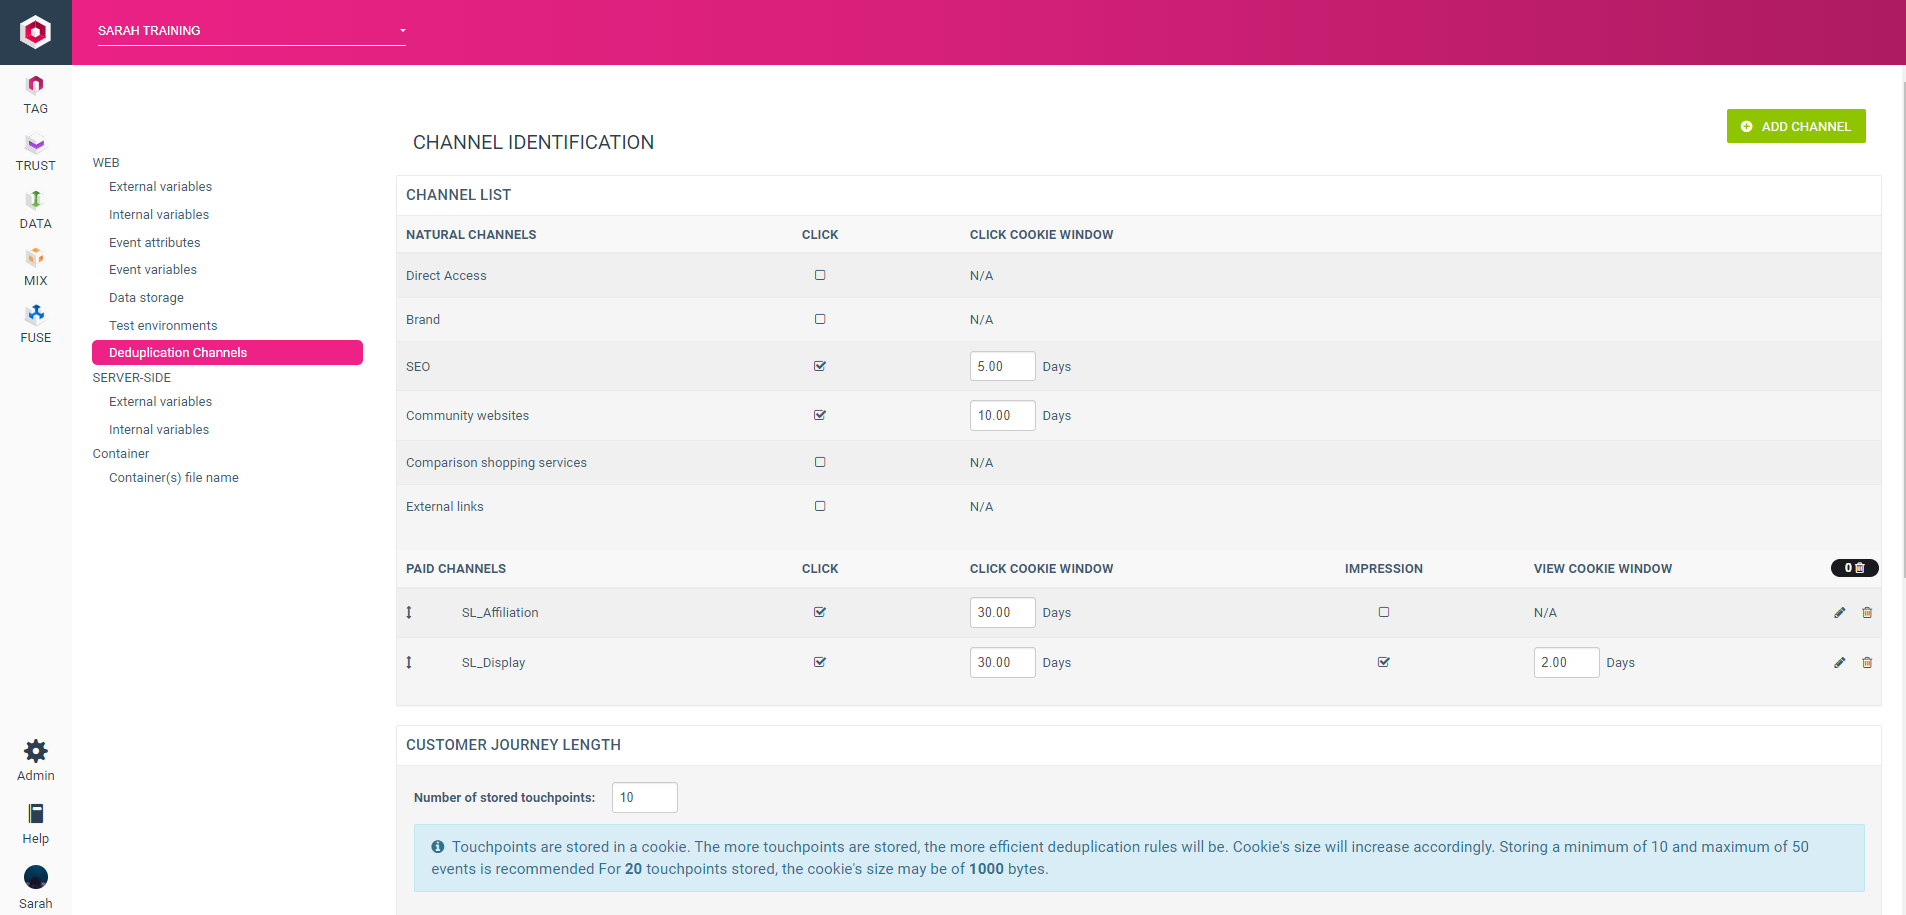 SARAH TRAINING
TAG
TRUST
DATA
MIX
FUSE
Admin
Help
Sarah
WEB
External variables
Internal variables
Event attributes
Event variables
Data storage
Test environments
Deduplication Channels
SERVER-SIDE
External variables
Internal variables
Container
Container(s) file name
CHANNEL IDENTIFICATION
ADD CHANNEL
CHANNEL LIST
NATURAL CHANNELS CLICK CLICK COOKIE WINDOW
Direct Access N/A
Brand N/A
SEO 5.00 Days
Community websites 10.00 Days
Comparison shopping services N/A
External links N/A
PAID CHANNELS CLICK CLICK COOKIE WINDOW IMPRESSION VIEW COOKIE WINDOW 0
SL_Affiliation 30.00 Days N/A
SL_Display 30.00 Days 2.00 Days
CUSTOMER JOURNEY LENGTH
Number of stored touchpoints: 10
Touchpoints are stored in a cookie. The more touchpoints are stored, the more efficient deduplication rules will be. Cookie's size will increase accordingly. Storing a minimum of 10 and maximum of 50
events is recommended For 20 touchpoints stored, the cookie's size may be of 1000 bytes.